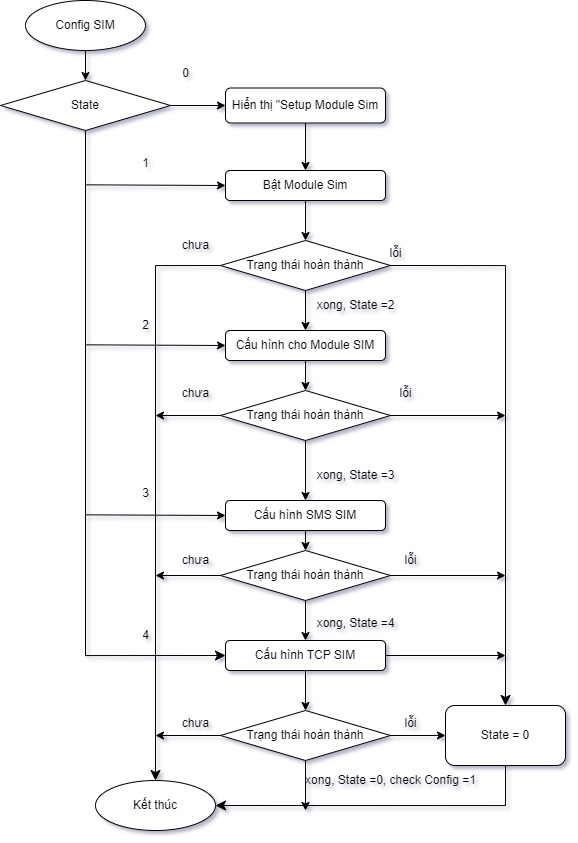 Config SIM
0
State
Hiển thị "Setup Module Sim
1
Bật Module Sim
chưa
lỗi
Trạng thái hoàn thành
xong, State =2
2
Cấu hình cho Module SIM
chưa
lỗi
Trạng thái hoàn thành
xong, State =3
3
Cấu hình SMS SIM
chưa
lỗi
Trạng thái hoàn thành
xong, State =4
4
Cấu hình TCP SIM
chưa
lỗi
Trạng thái hoàn thành
State = 0
xong, State =0, check Config =1
Kết thúc